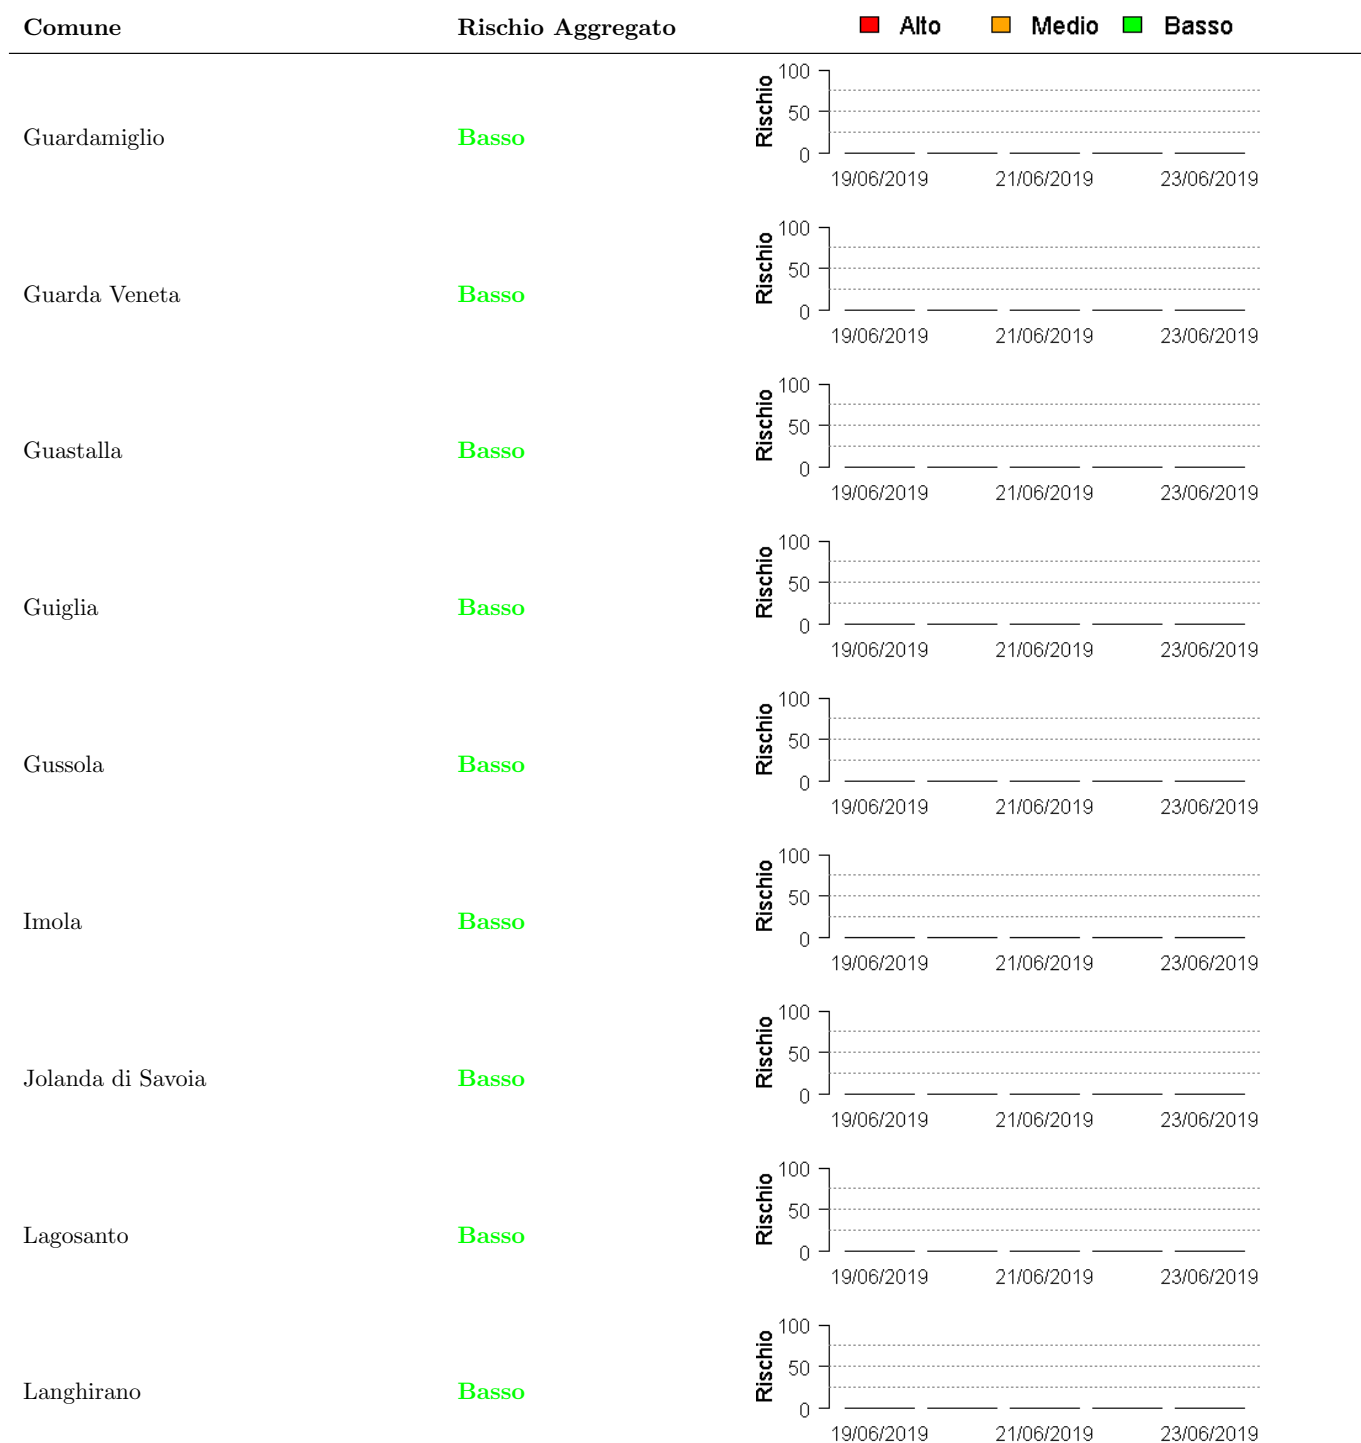 Comune Rischio Aggregato Alto Medio Basso
Guardamiglio Basso
Rischio
100
50
0
19/06/2019 21/06/2019 23/06/2019
Guarda Veneta Basso
Rischio
100
50
0
19/06/2019 21/06/2019 23/06/2019
Guastalla Basso
Rischio
100
50
0
19/06/2019 21/06/2019 23/06/2019
Guiglia Basso
Rischio
100
50
0
19/06/2019 21/06/2019 23/06/2019
Gussola Basso
Rischio
100
50
0
19/06/2019 21/06/2019 23/06/2019
Imola Basso
Rischio
100
50
0
19/06/2019 21/06/2019 23/06/2019
Jolanda di Savoia Basso
Rischio
100
50
0
19/06/2019 21/06/2019 23/06/2019
Lagosanto Basso
Rischio
100
50
0
19/06/2019 21/06/2019 23/06/2019
Langhirano Basso
Rischio
100
50
0
19/06/2019 21/06/2019 23/06/2019